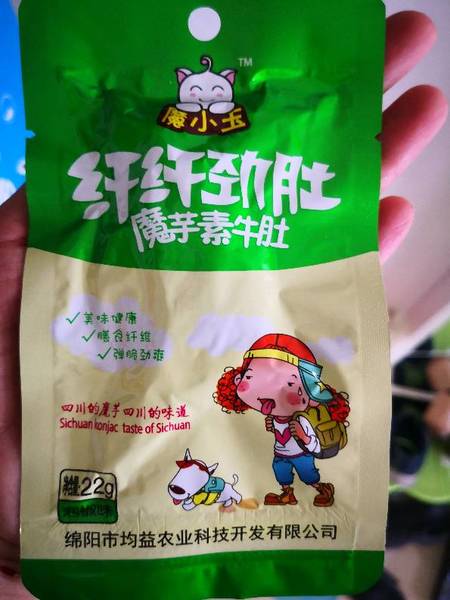 TM
魔小玉
纤纤劲肚
魔芋素牛肚
✓美味健康
✓膳食纤维
✓弹脆劲爽
四川的魔芋 四川的味道
Sichuan konjac taste of Sichuan
22g
绵阳市均益农业科技开发有限公司